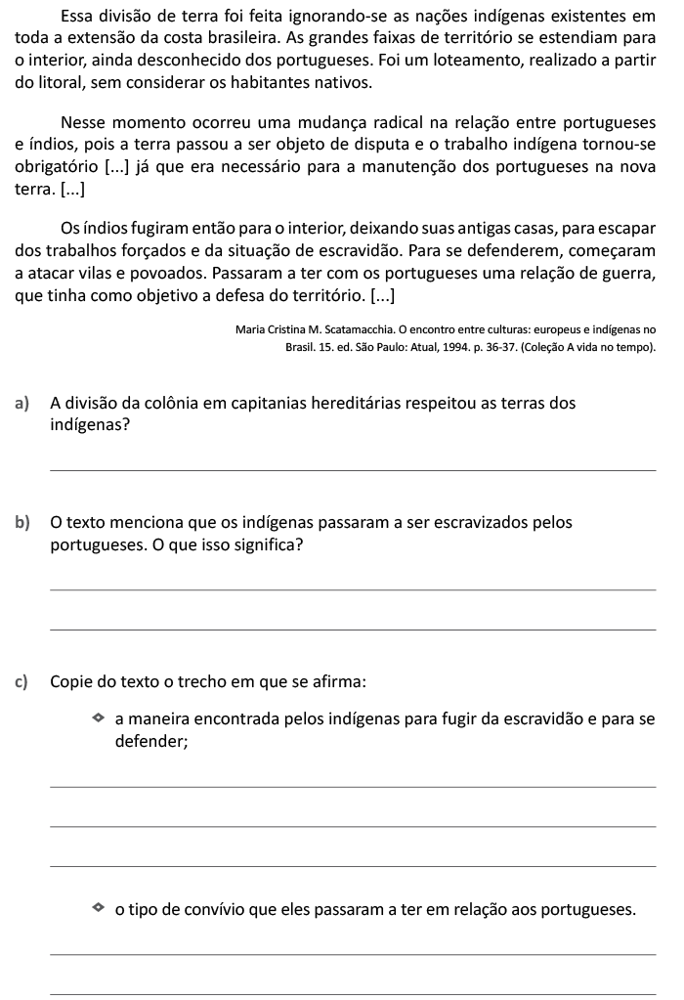 Essa divisão de terra foi feita ignorando-se as nações indígenas existentes em
toda a extensão da costa brasileira. As grandes faixas de território se estendiam para
o interior, ainda desconhecido dos portugueses. Foi um loteamento, realizado a partir
do litoral, sem considerar os habitantes nativos.
Nesse momento ocorreu uma mudança radical na relação entre portugueses
e índios, pois a terra passou a ser objeto de disputa e o trabalho indígena tornou-se
obrigatório [...] já que era necessário para a manutenção dos portugueses na nova
terra. [...]
Os índios fugiram então para o interior, deixando suas antigas casas, para escapar
dos trabalhos forçados e da situação de escravidão. Para se defenderem, começaram
a atacar vilas e povoados. Passaram a ter com os portugueses uma relação de guerra,
que tinha como objetivo a defesa do território. [...]
Maria Cristina M. Scatamacchia. O encontro entre culturas: europeus e indígenas no
Brasil. 15. ed. São Paulo: Atual, 1994. p. 36-37. (Coleção A vida no tempo).
a) A divisão da colônia em capitanias hereditárias respeitou as terras dos
indígenas?
b) O texto menciona que os indígenas passaram a ser escravizados pelos
portugueses. O que isso significa?
c) Copie do texto o trecho em que se afirma:
a maneira encontrada pelos indígenas para fugir da escravidão e para se
defender;
o tipo de convívio que eles passaram a ter em relação aos portugueses.